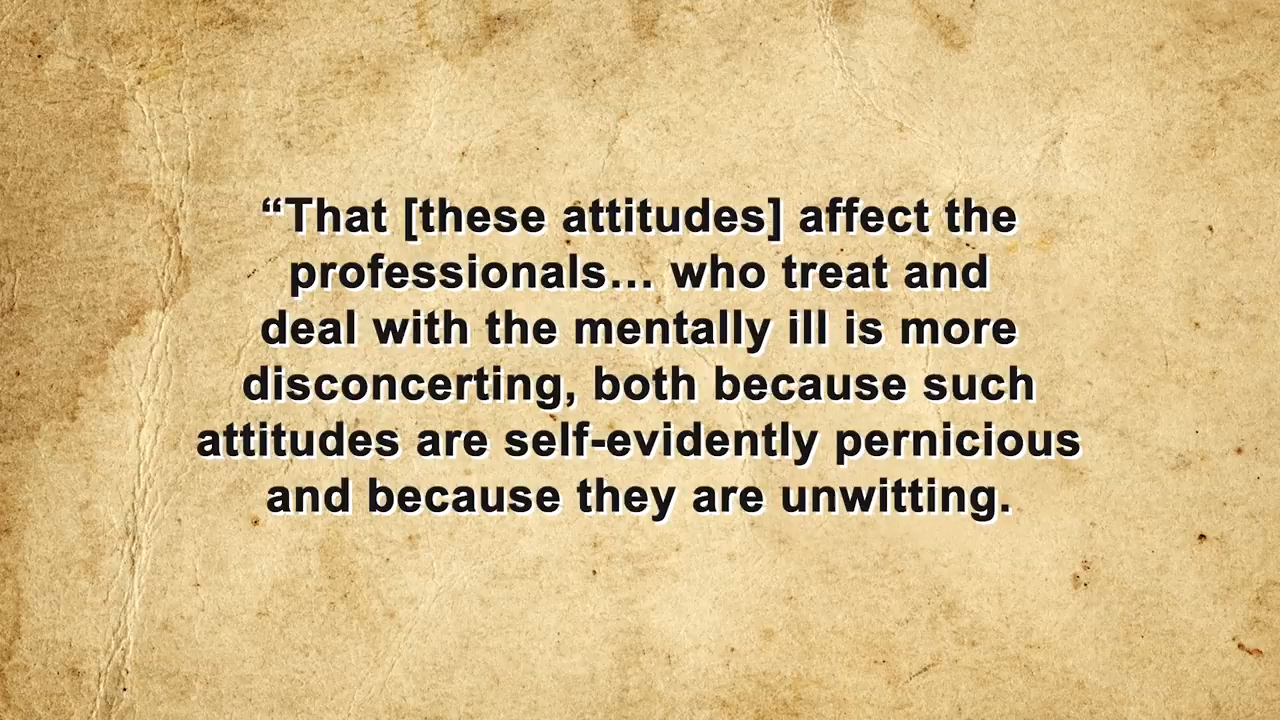 “That [these attitudes] affect the
professionals… who treat and
deal with the mentally ill is more
disconcerting, both because such
attitudes are self-evidently pernicious
and because they are unwitting.